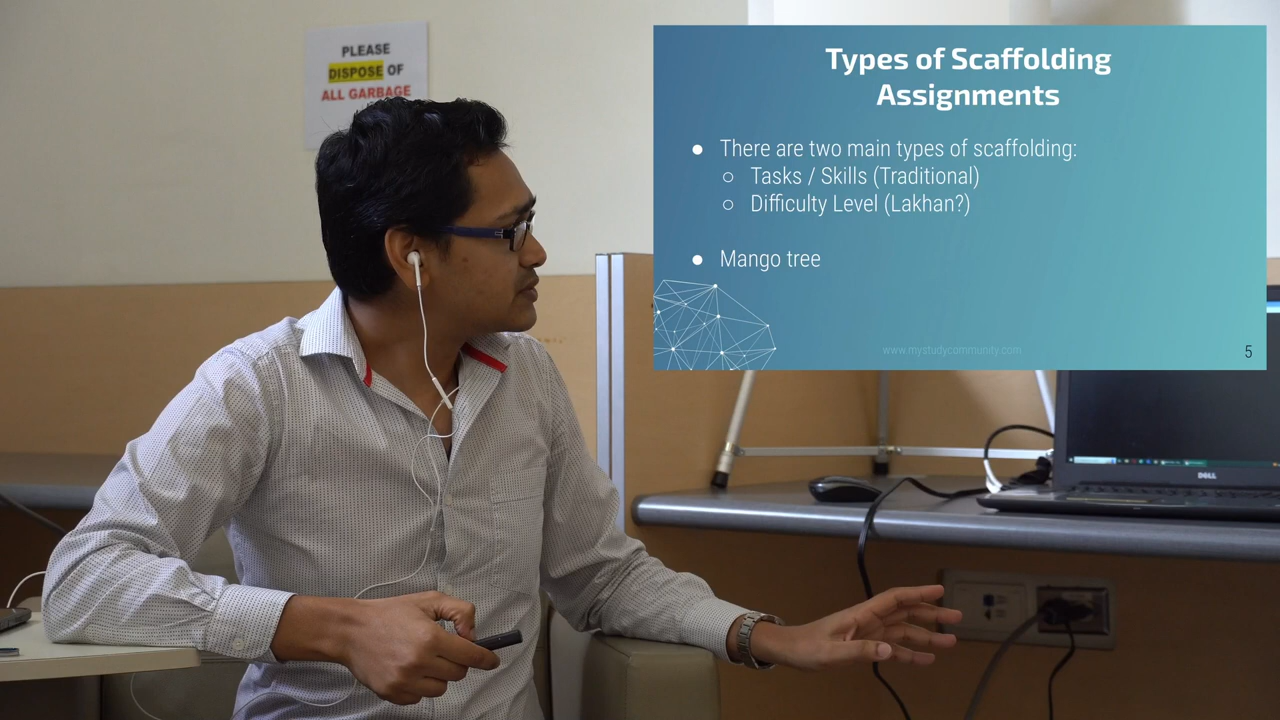 PLEASE
DISPOSE OF
ALL GARBAGE
Types of Scaffolding
Assignments
● There are two main types of scaffolding:
○ Tasks / Skills (Traditional)
○ Difficulty Level (Lakhan?)
● Mango tree
www.mystudycommunity.com
5
DELL